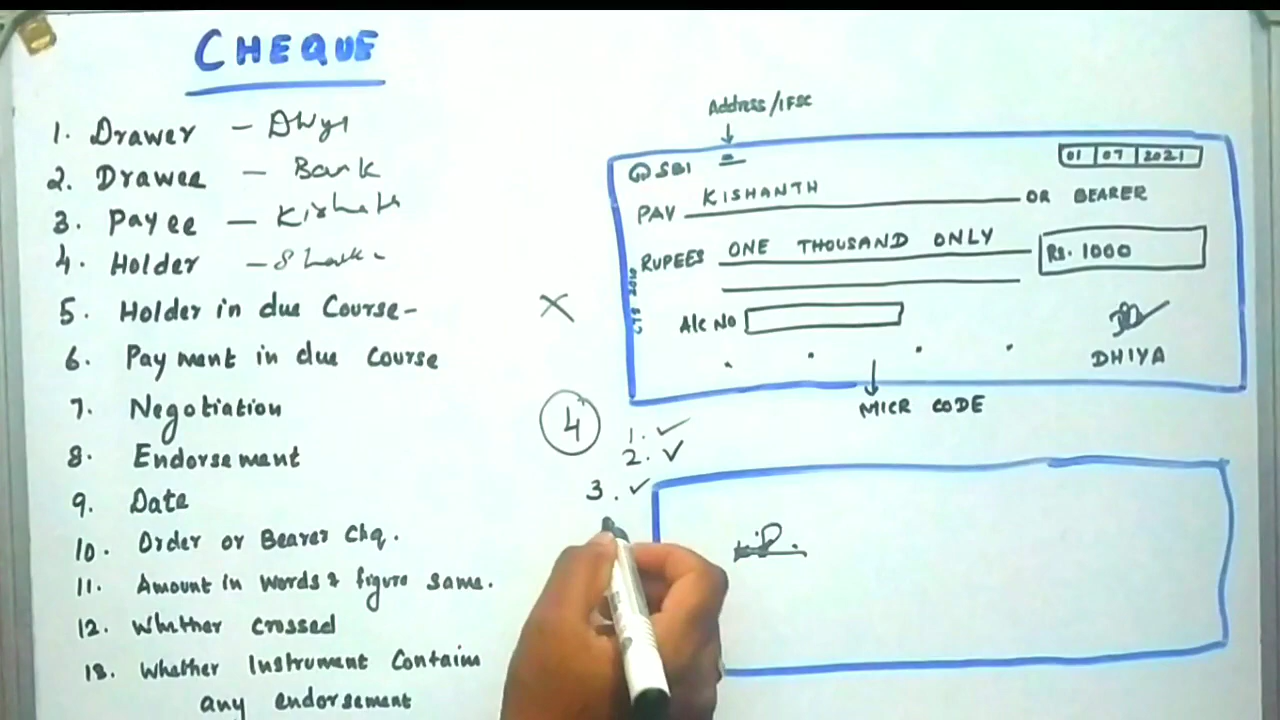 CHEQUE
1. Drawer –
2. Drawee – Bank
3. Payee –
4. Holder –
5. Holder in due Course –
6. Payment in due course
7. Negotiation
8. Endorsement
9. Date
10. Order or Bearer Chq.
11. Amount in words & figure same.
12. Whether crossed
13. Whether Instrument Contains
any endorsement
X
4
1. ✓
2. ✓
3. ✓
Address/IFSC
SBI
01 07 2021
PAY KISHANTH OR BEARER
RUPEES ONE THOUSAND ONLY Rs. 1000
A/c No
CTS 2010
DHIYA
MICR CODE